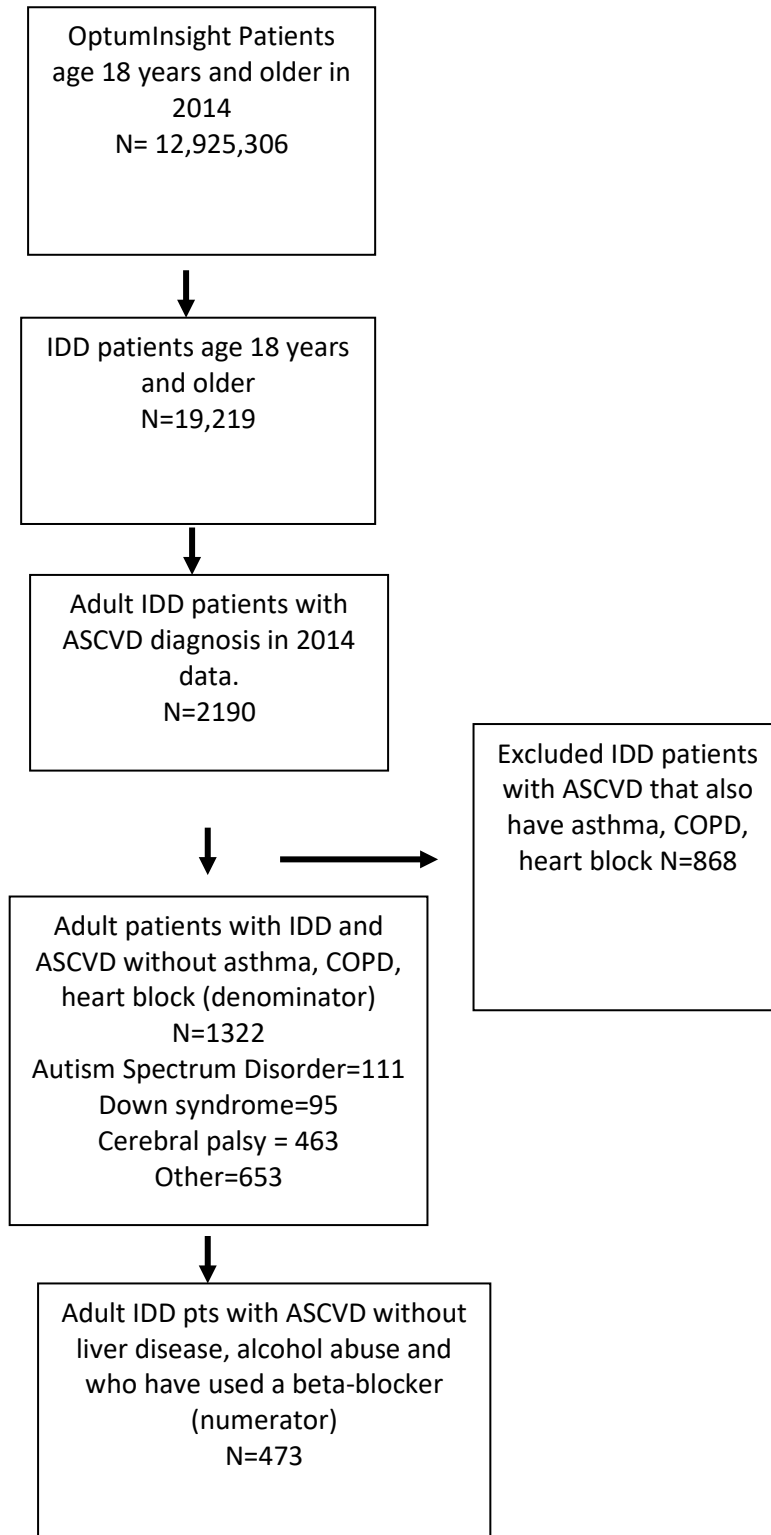 OptumInsight Patients
age 18 years and older in
2014
N= 12,925,306
IDD patients age 18 years
and older
N=19,219
Adult IDD patients with
ASCVD diagnosis in 2014
data.
N=2190
Excluded IDD patients
with ASCVD that also
have asthma, COPD,
heart block N=868
Adult patients with IDD and
ASCVD without asthma, COPD,
heart block (denominator)
N=1322
Autism Spectrum Disorder=111
Down syndrome=95
Cerebral palsy = 463
Other=653
Adult IDD pts with ASCVD without
liver disease, alcohol abuse and
who have used a beta-blocker
(numerator)
N=473